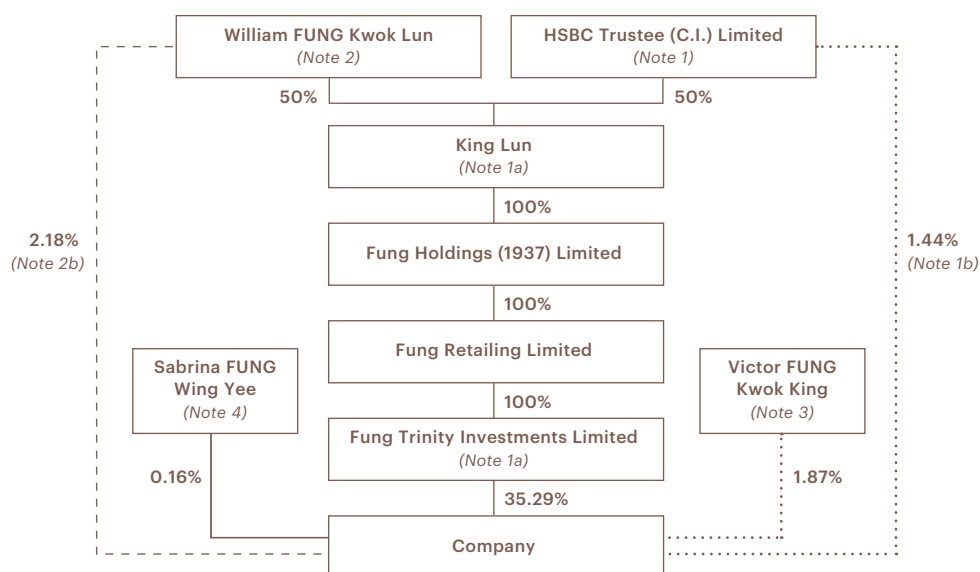 William FUNG Kwok Lun
(Note 2)
HSBC Trustee (C.I.) Limited
(Note 1)
50%
50%
King Lun
(Note 1a)
100%
2.18%
(Note 2b)
Fung Holdings (1937) Limited
1.44%
(Note 1b)
100%
Fung Retailing Limited
Sabrina FUNG
Wing Yee
(Note 4)
Victor FUNG
Kwok King
(Note 3)
100%
Fung Trinity Investments Limited
(Note 1a)
0.16%
1.87%
35.29%
Company